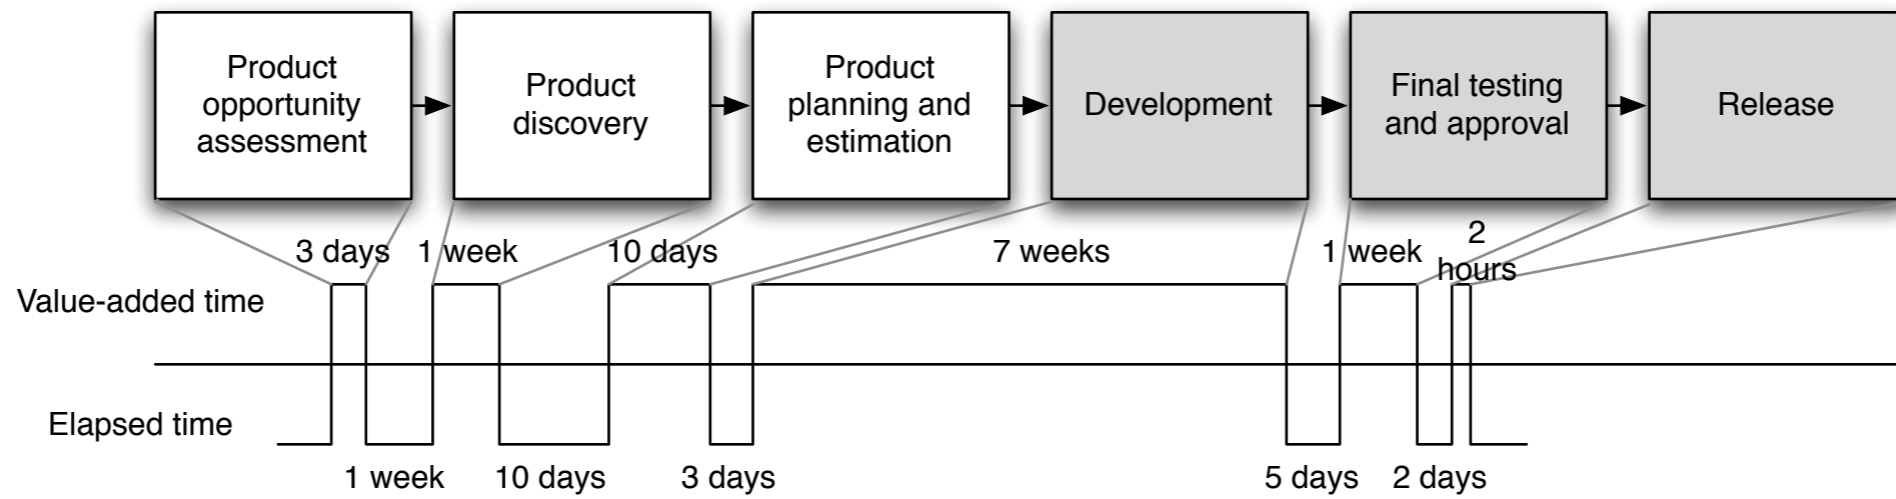 Product
opportunity
assessment
Product
discovery
Product
planning and
estimation
Development
Final testing
and approval
Release
3 days
1 week
10 days
7 weeks
1 week
2
hours
Value-added time
Elapsed time
1 week
10 days
3 days
5 days
2 days